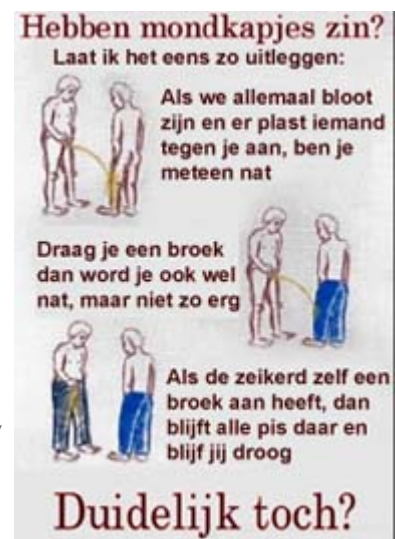 Hebben mondkapjes zin?
Laat ik het eens zo uitleggen:
Als we allemaal bloot
zijn en er plast iemand
tegen je aan, ben je
meteen nat
Draag je een broek
dan word je ook wel
nat, maar niet zo erg
Als de zeikerd zelf een
broek aan heeft, dan
blijft alle pis daar en
blijf jij droog
Duidelijk toch?